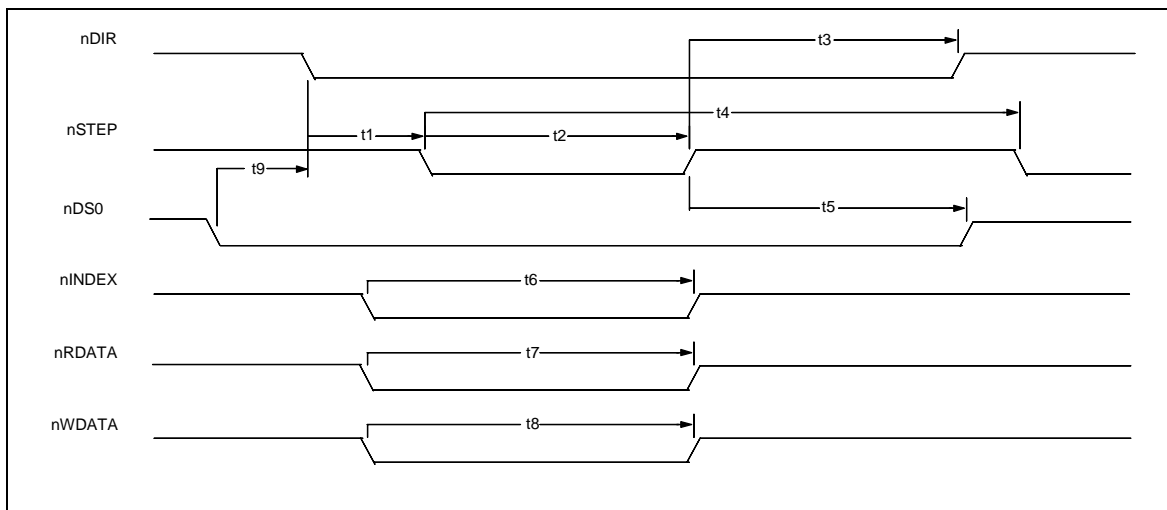 nDIR
t3
nSTEP
t4
t1
t2
t9
nDS0
t5
nINDEX
t6
nRDATA
t7
nWDATA
t8